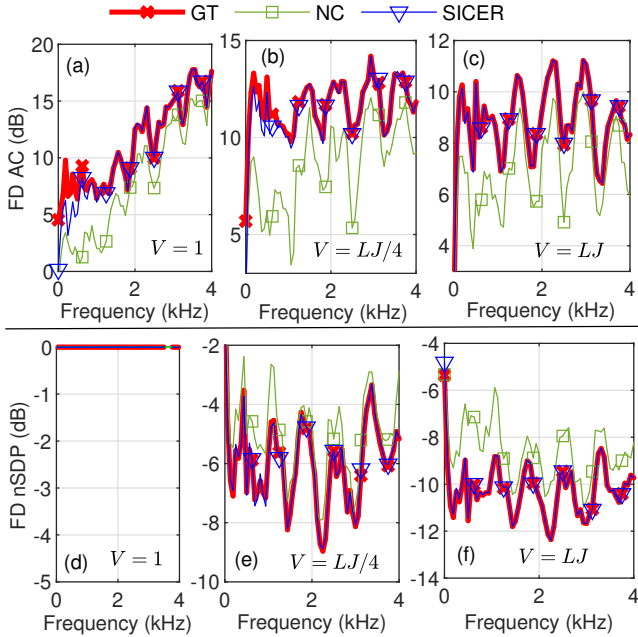 GT NC SICER
FD AC (dB)
20
15
10
5
0
(a)
V = 1
0 2 4
Frequency (kHz)
15
10
5
(b)
V = LJ/4
0 2 4
Frequency (kHz)
12
10
8
6
4
(c)
V = LJ
0 2 4
Frequency (kHz)
FD nSDP (dB)
0
-1
-2
-3
-4
-5
(d)
V = 1
0 2 4
Frequency (kHz)
-2
-4
-6
-8
-10
(e)
V = LJ/4
0 2 4
Frequency (kHz)
-4
-6
-8
-10
-12
-14
(f)
V = LJ
0 2 4
Frequency (kHz)